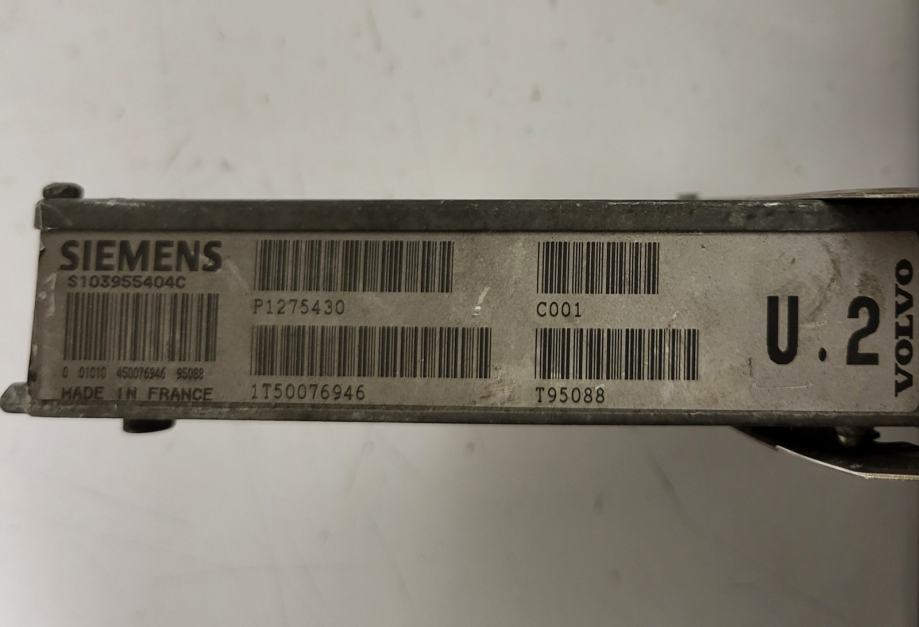 SIEMENS
S103955404C
0 01010 450076946 95088
MADE IN FRANCE
P1275430
1T50076946
C001
T95088
U.2
VOLVO